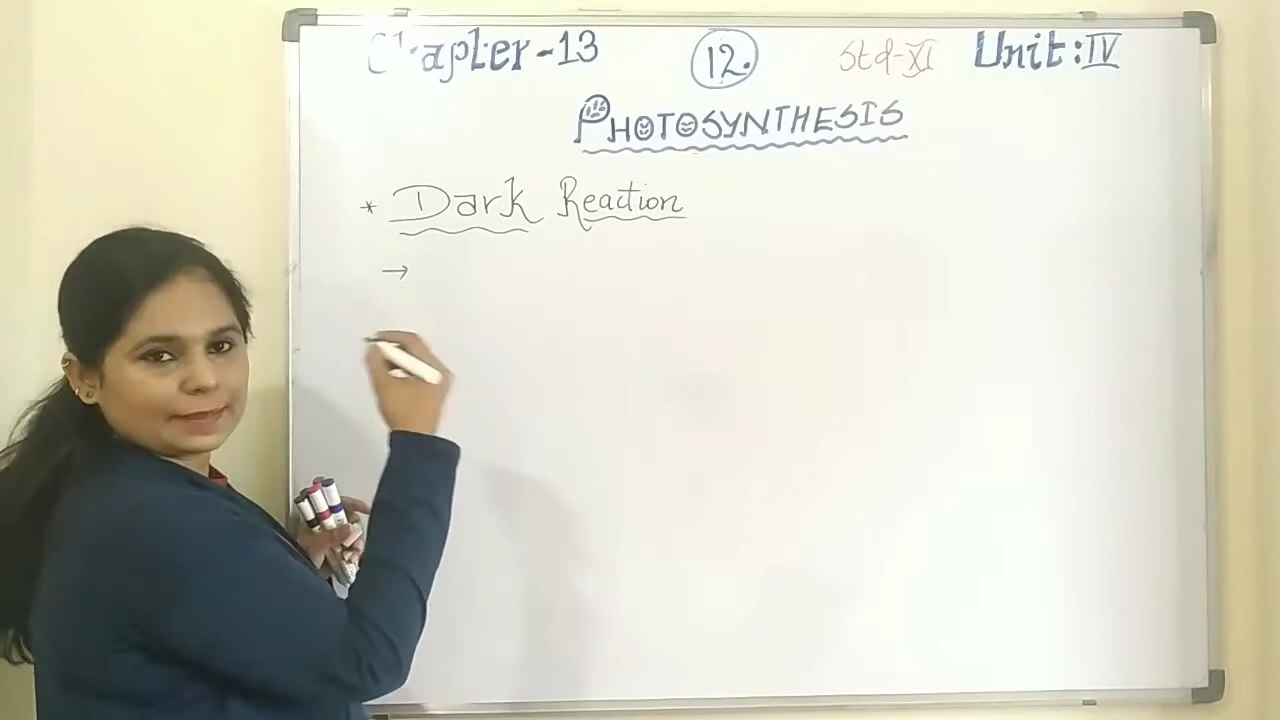 Chapter-13 12. Std-XI Unit:IV
PHOTOSYNTHESIS
* Dark Reaction
→